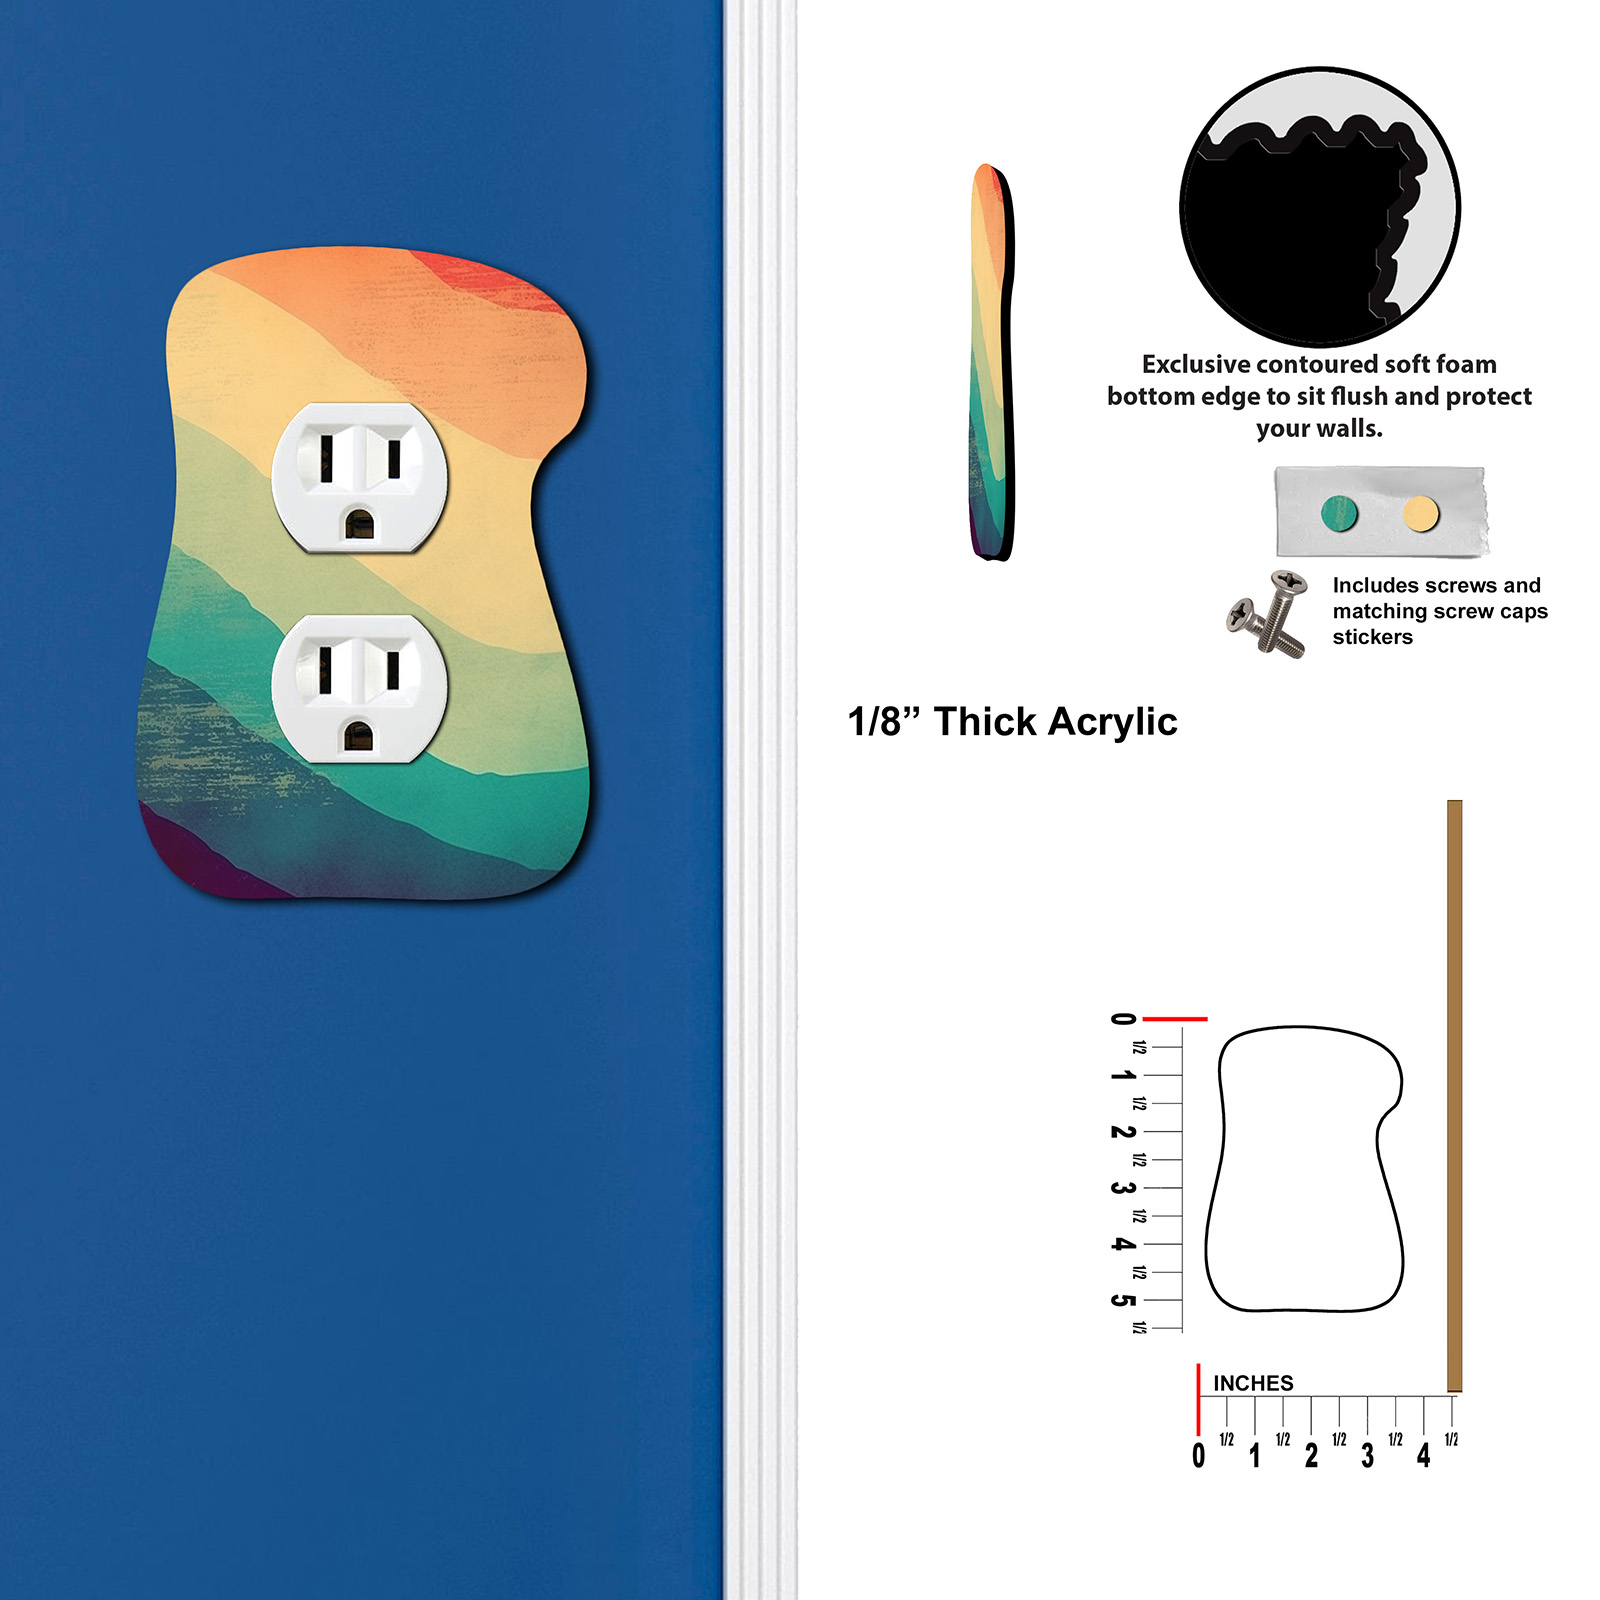 Exclusive contoured soft foam
bottom edge to sit flush and protect
your walls.
Includes screws and
matching screw caps
stickers
1/8” Thick Acrylic
0
1/2
1
1/2
2
1/2
3
1/2
4
1/2
5
1/2
INCHES
0 1/2 1 1/2 2 1/2 3 1/2 4 1/2